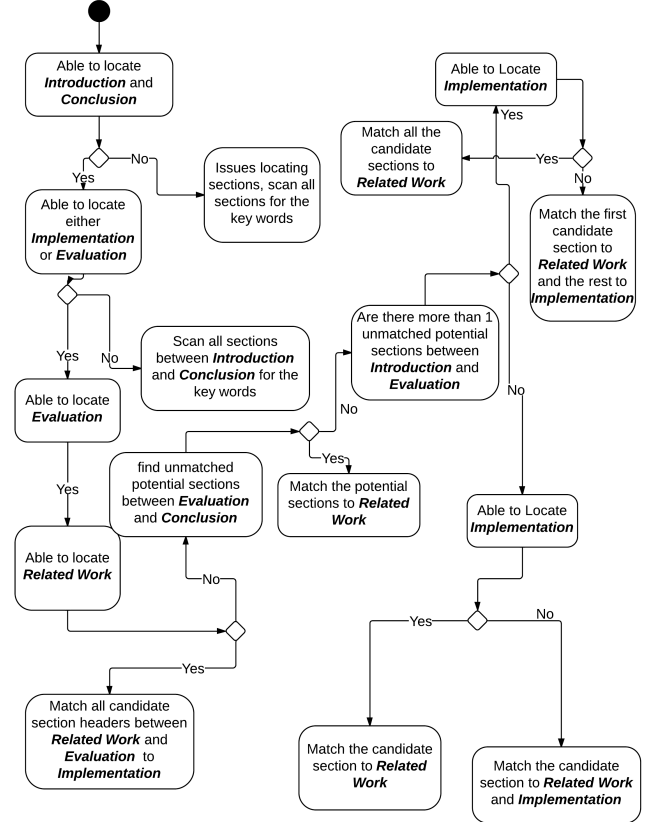 Able to locate
Introduction and
Conclusion
No
Yes
Issues locating
sections, scan all
sections for the
key words
Able to locate
either
Implementation
or Evaluation
Yes
No
Scan all sections
between Introduction
and Conclusion for the
key words
Able to locate
Evaluation
Yes
Able to locate
Related Work
find unmatched
potential sections
between Evaluation
and Conclusion
No
Yes
Match all candidate
section headers between
Related Work and
Evaluation to
Implementation
Yes
No
Match the potential
sections to Related
Work
Are there more than 1
unmatched potential
sections between
Introduction and
Evaluation
Yes
No
Able to Locate
Implementation
Yes
No
Match all the
candidate
sections to
Related Work
Match the first
candidate
section to
Related Work
and the rest to
Implementation
Able to Locate
Implementation
Yes
No
Match the candidate
section to Related
Work
Match the candidate
section to Related Work
and Implementation